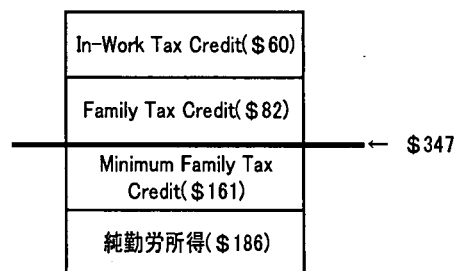 In-Work Tax Credit(＄60)
Family Tax Credit(＄82)
← ＄347
Minimum Family Tax
Credit(＄161)
純勤労所得(＄186)